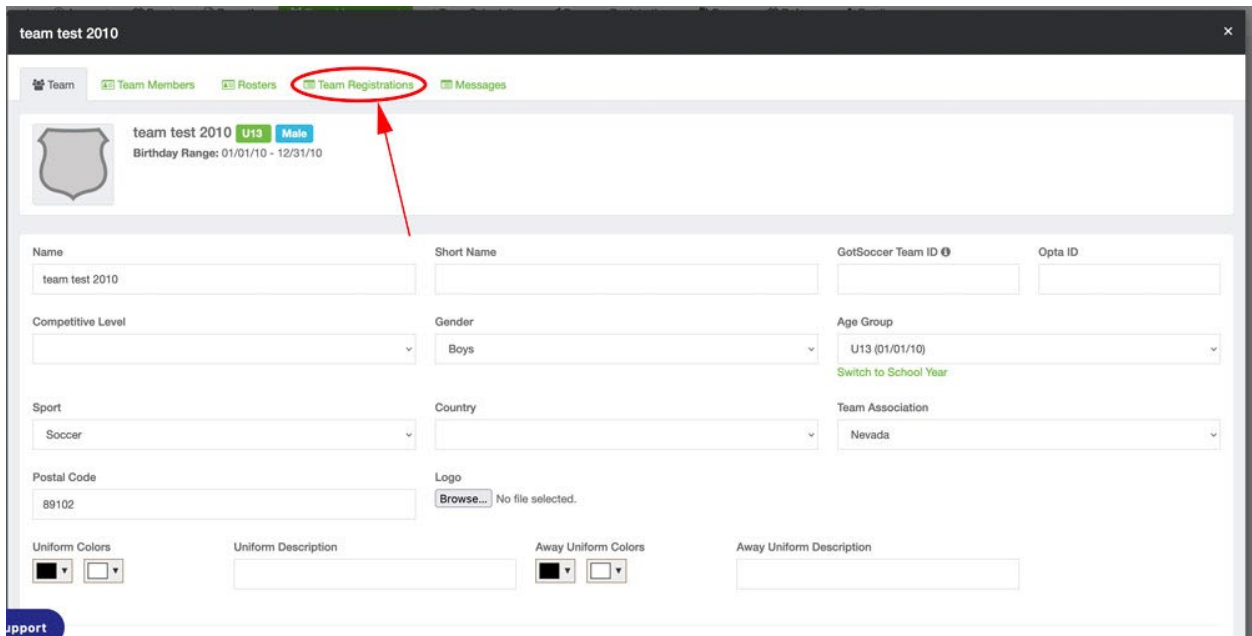 team test 2010 ×
Team Team Members Rosters Team Registrations Messages
team test 2010 U13 Male
Birthday Range: 01/01/10 - 12/31/10
Name Short Name GotSoccer Team ID Opta ID
team test 2010
Competitive Level Gender Age Group
Boys U13 (01/01/10)
Switch to School Year
Sport Country Team Association
Soccer Nevada
Postal Code Logo
89102 Browse... No file selected.
Uniform Colors Uniform Description Away Uniform Colors Away Uniform Description
upport